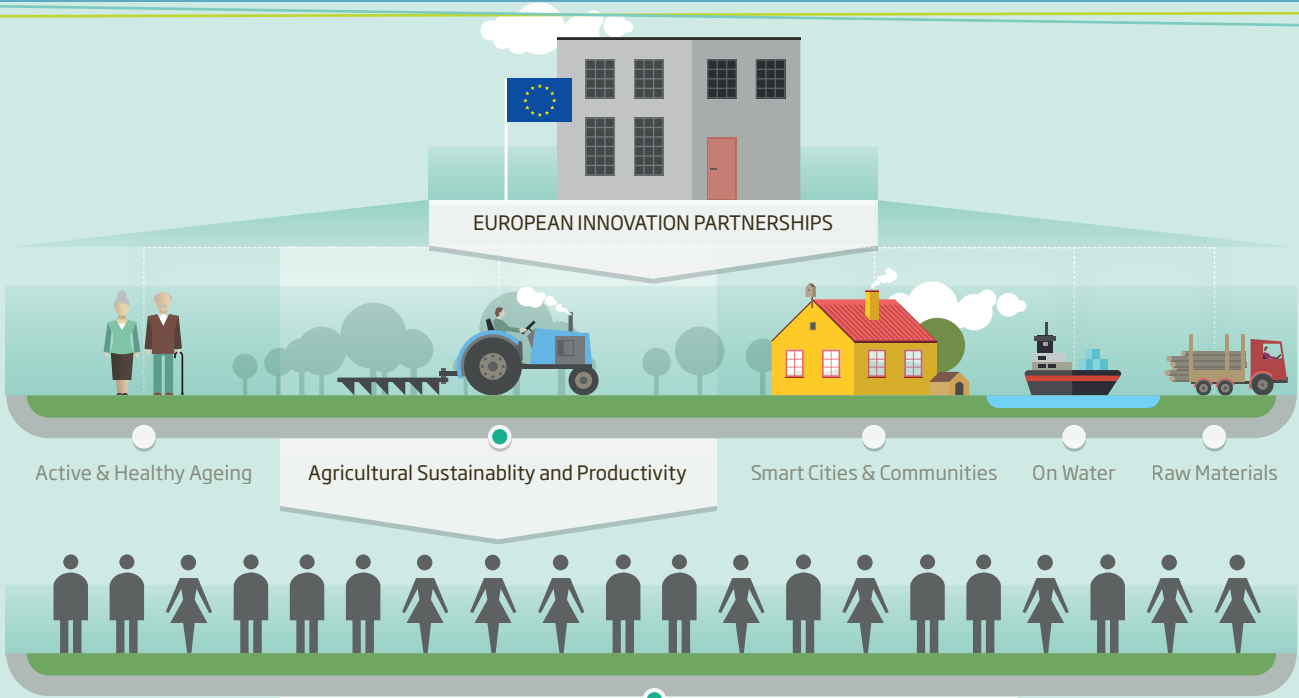 EUROPEAN INNOVATION PARTNERSHIPS
Active & Healthy Ageing
Agricultural Sustainablity and Productivity
Smart Cities & Communities
On Water
Raw Materials